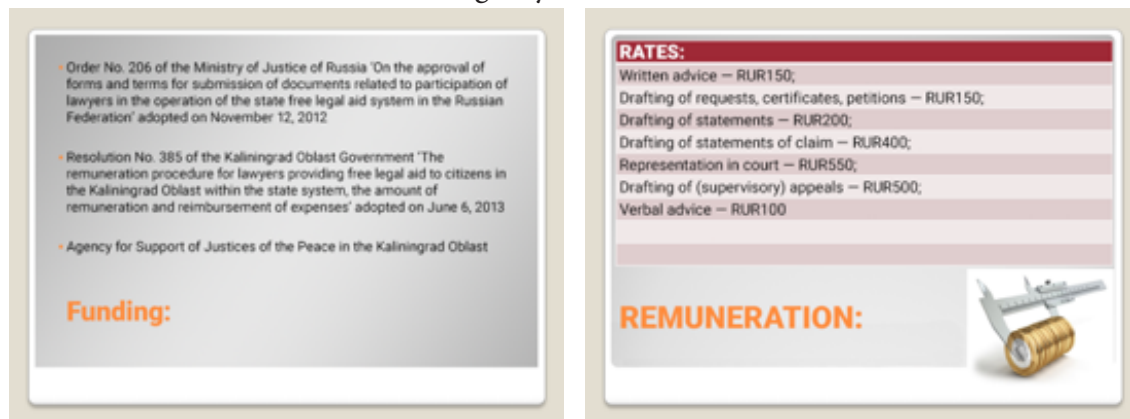 Order No. 206 of the Ministry of Justice of Russia 'On the approval of
forms and terms for submission of documents related to participation of
lawyers in the operation of the state free legal aid system in the Russian
Federation' adopted on November 12, 2012
Resolution No. 385 of the Kaliningrad Oblast Government 'The
remuneration procedure for lawyers providing free legal aid to citizens in
the Kaliningrad Oblast within the state system, the amount of
remuneration and reimbursement of expenses' adopted on June 6, 2013
Agency for Support of Justices of the Peace in the Kaliningrad Oblast
Funding:
RATES:
Written advice — RUR150;
Drafting of requests, certificates, petitions — RUR150;
Drafting of statements — RUR200;
Drafting of statements of claim — RUR400;
Representation in court — RUR550;
Drafting of (supervisory) appeals — RUR500;
Verbal advice — RUR100
REMUNERATION: